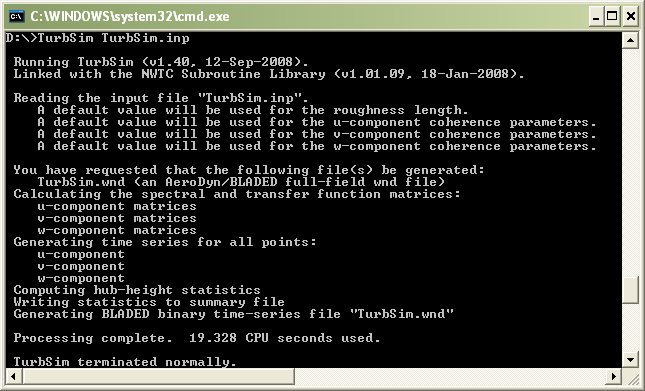 C:\WINDOWS\system32\cmd.exe
D:\>TurbSim TurbSim.inp
Running TurbSim (v1.40, 12-Sep-2008).
Linked with the NWTC Subroutine Library (v1.01.09, 18-Jan-2008).
Reading the input file "TurbSim.inp".
A default value will be used for the roughness length.
A default value will be used for the u-component coherence parameters.
A default value will be used for the v-component coherence parameters.
A default value will be used for the w-component coherence parameters.
You have requested that the following file(s) be generated:
TurbSim.wnd (an AeroDyn/BLADED full-field wnd file)
Calculating the spectral and transfer function matrices:
u-component matrices
v-component matrices
w-component matrices
Generating time series for all points:
u-component
v-component
w-component
Computing hub-height statistics
Writing statistics to summary file
Generating BLADED binary time-series file "TurbSim.wnd"
Processing complete.  19.328 CPU seconds used.
TurbSim terminated normally.